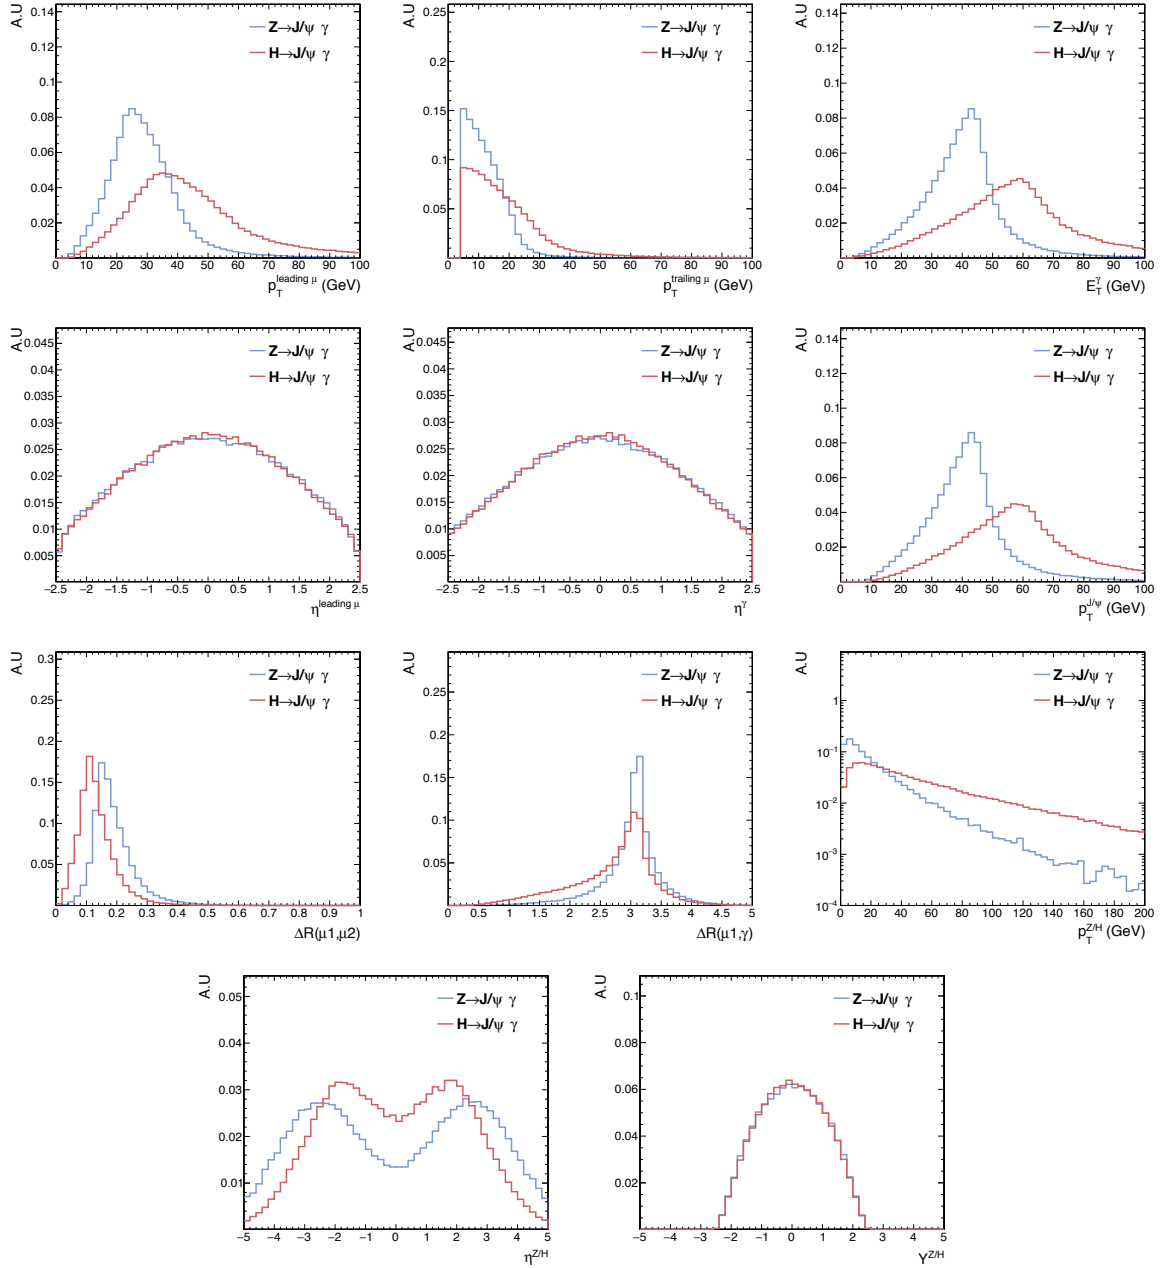 A.U
Z→J/ψ γ
H→J/ψ γ
0.14
0.12
0.1
0.08
0.06
0.04
0.02
0 10 20 30 40 50 60 70 80 90 100
p_T^{leading μ} (GeV)
A.U
Z→J/ψ γ
H→J/ψ γ
0.25
0.2
0.15
0.1
0.05
0 10 20 30 40 50 60 70 80 90 100
p_T^{trailing μ} (GeV)
A.U
Z→J/ψ γ
H→J/ψ γ
0.14
0.12
0.1
0.08
0.06
0.04
0.02
0 10 20 30 40 50 60 70 80 90 100
E_T^γ (GeV)
A.U
Z→J/ψ γ
H→J/ψ γ
0.045
0.04
0.035
0.03
0.025
0.02
0.015
0.01
0.005
−2.5 −2 −1.5 −1 −0.5 0 0.5 1 1.5 2 2.5
η^{leading μ}
A.U
Z→J/ψ γ
H→J/ψ γ
0.045
0.04
0.035
0.03
0.025
0.02
0.015
0.01
0.005
−2.5 −2 −1.5 −1 −0.5 0 0.5 1 1.5 2 2.5
η^γ
A.U
Z→J/ψ γ
H→J/ψ γ
0.14
0.12
0.1
0.08
0.06
0.04
0.02
0 10 20 30 40 50 60 70 80 90 100
p_T^{J/ψ} (GeV)
A.U
Z→J/ψ γ
H→J/ψ γ
0.3
0.25
0.2
0.15
0.1
0.05
0 0.1 0.2 0.3 0.4 0.5 0.6 0.7 0.8 0.9 1
ΔR(μ1,μ2)
A.U
Z→J/ψ γ
H→J/ψ γ
0.25
0.2
0.15
0.1
0.05
0 0.5 1 1.5 2 2.5 3 3.5 4 4.5 5
ΔR(μ1,γ)
A.U
Z→J/ψ γ
H→J/ψ γ
1
10^{−1}
10^{−2}
10^{−3}
10^{−4}
0 20 40 60 80 100 120 140 160 180 200
p_T^{Z/H} (GeV)
A.U
Z→J/ψ γ
H→J/ψ γ
0.05
0.04
0.03
0.02
0.01
−5 −4 −3 −2 −1 0 1 2 3 4 5
η^{Z/H}
A.U
Z→J/ψ γ
H→J/ψ γ
0.1
0.08
0.06
0.04
0.02
−5 −4 −3 −2 −1 0 1 2 3 4 5
Y^{Z/H}